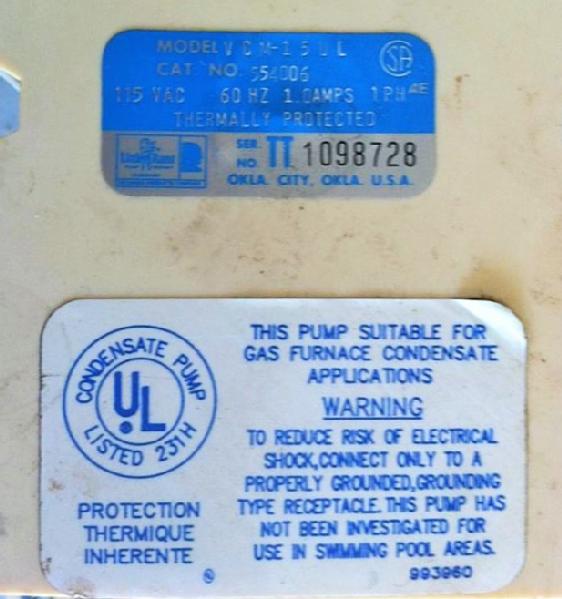 MODEL VCM-15UL
CAT. NO. 554006
115 VAC 60 HZ 1.0AMPS 1PH
THERMALLY PROTECTED
Little Giant
SER. NO. TT 1098728
OKLA. CITY, OKLA. U.S.A.
CONDENSATE PUMP
UL
LISTED 231H
PROTECTION
THERMIQUE
INHERENTE
THIS PUMP SUITABLE FOR
GAS FURNACE CONDENSATE
APPLICATIONS
WARNING
TO REDUCE RISK OF ELECTRICAL
SHOCK,CONNECT ONLY TO A
PROPERLY GROUNDED,GROUNDING
TYPE RECEPTACLE.THIS PUMP HAS
NOT BEEN INVESTIGATED FOR
USE IN SWIMMING POOL AREAS.
993960